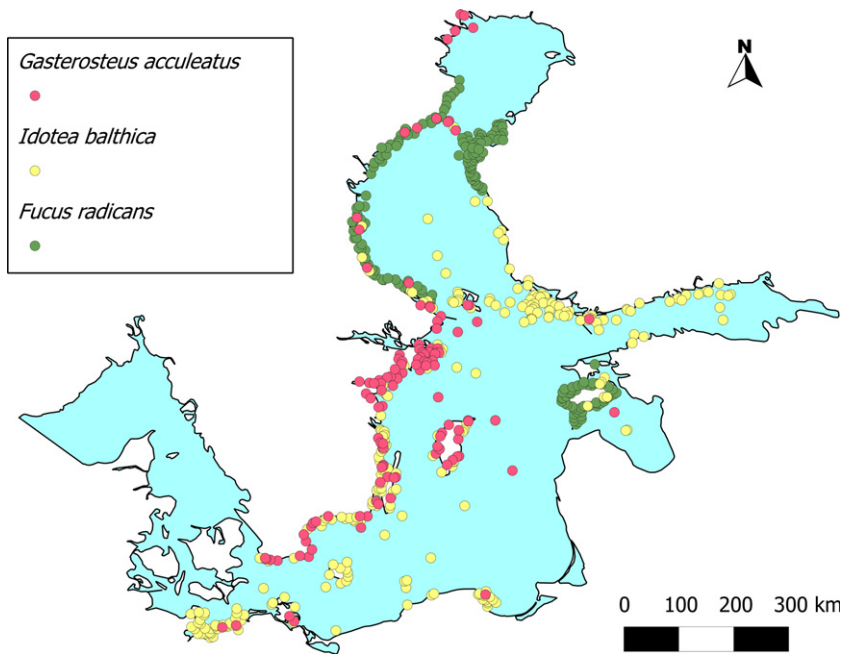 Gasterosteus acculeatus
Idotea balthica
Fucus radicans
N
0 100 200 300 km